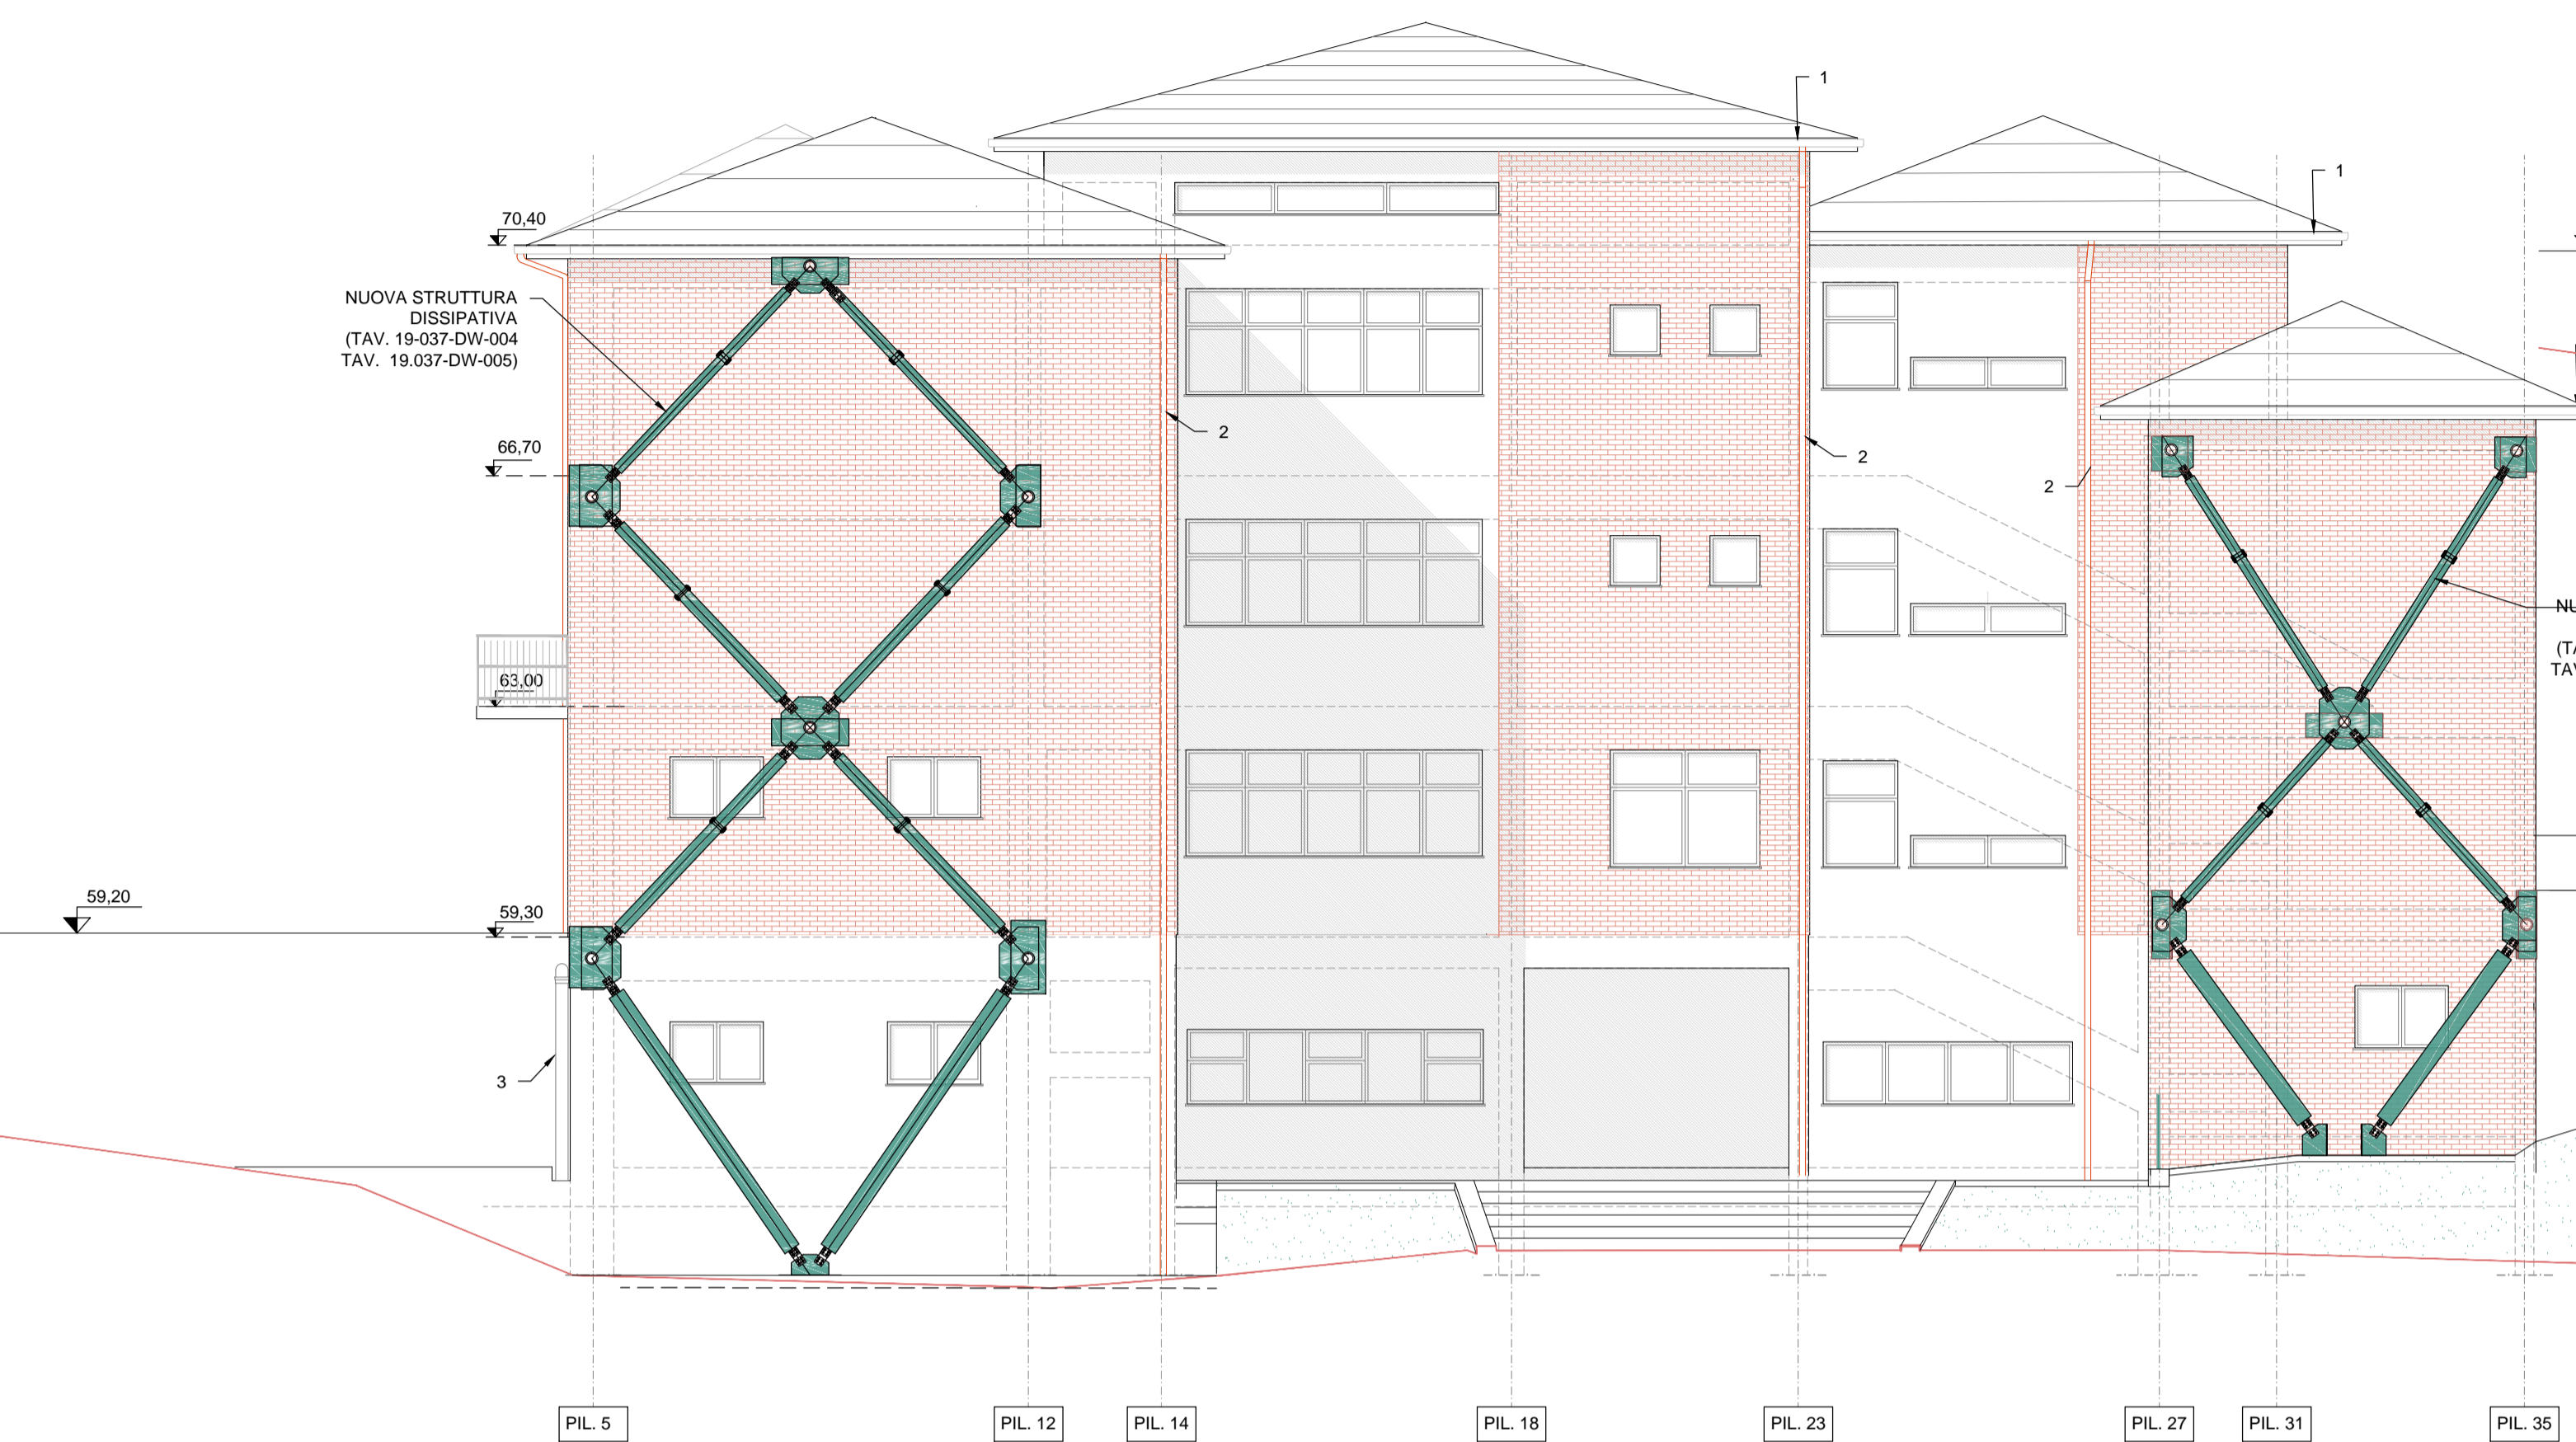 1
1
70,40
NUOVA STRUTTURA
DISSIPATIVA
(TAV. 19-037-DW-004
TAV. 19.037-DW-005)
2
66,70
2
2
NU
(TA
TAV
63,00
59,20
59,30
3
PIL. 5
PIL. 12
PIL. 14
PIL. 18
PIL. 23
PIL. 27
PIL. 31
PIL. 35